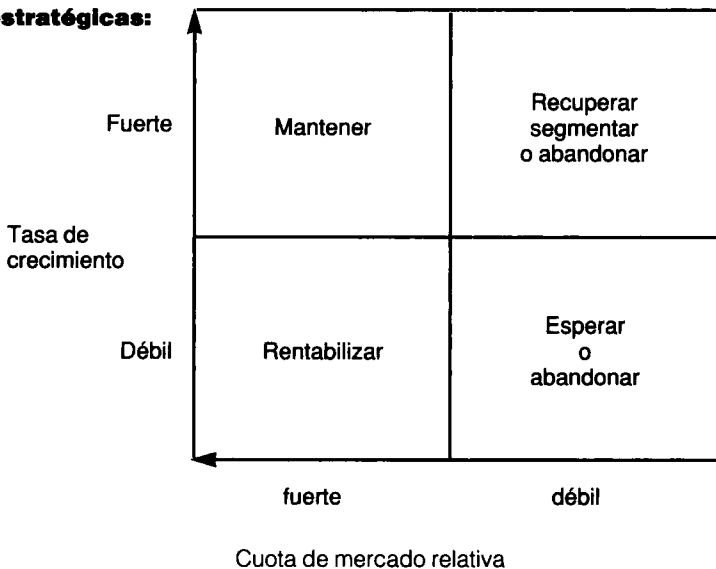 stratégicas:
Fuerte
Mantener
Recuperar
segmentar
o abandonar
Tasa de
crecimiento
Débil
Rentabilizar
Esperar
o
abandonar
fuerte
débil
Cuota de mercado relativa